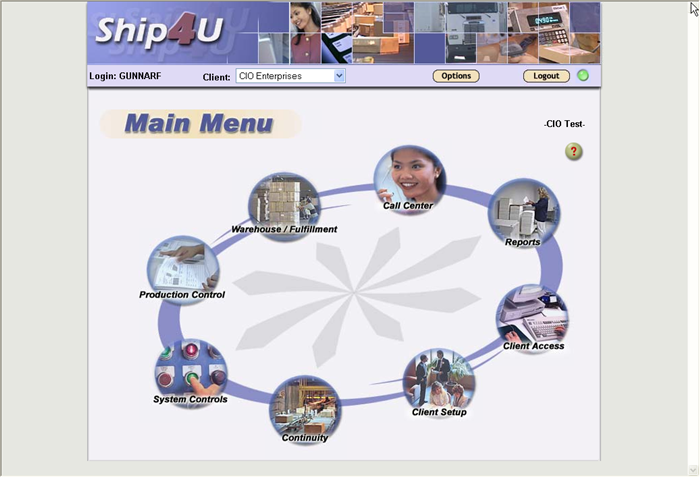 Ship4U
Login: GUNNARF
Client:
CIO Enterprises
Options
Logout
Main Menu
-CIO Test-
?
Call Center
Warehouse / Fulfillment
Reports
Production Control
Client Access
System Controls
Client Setup
Continuity